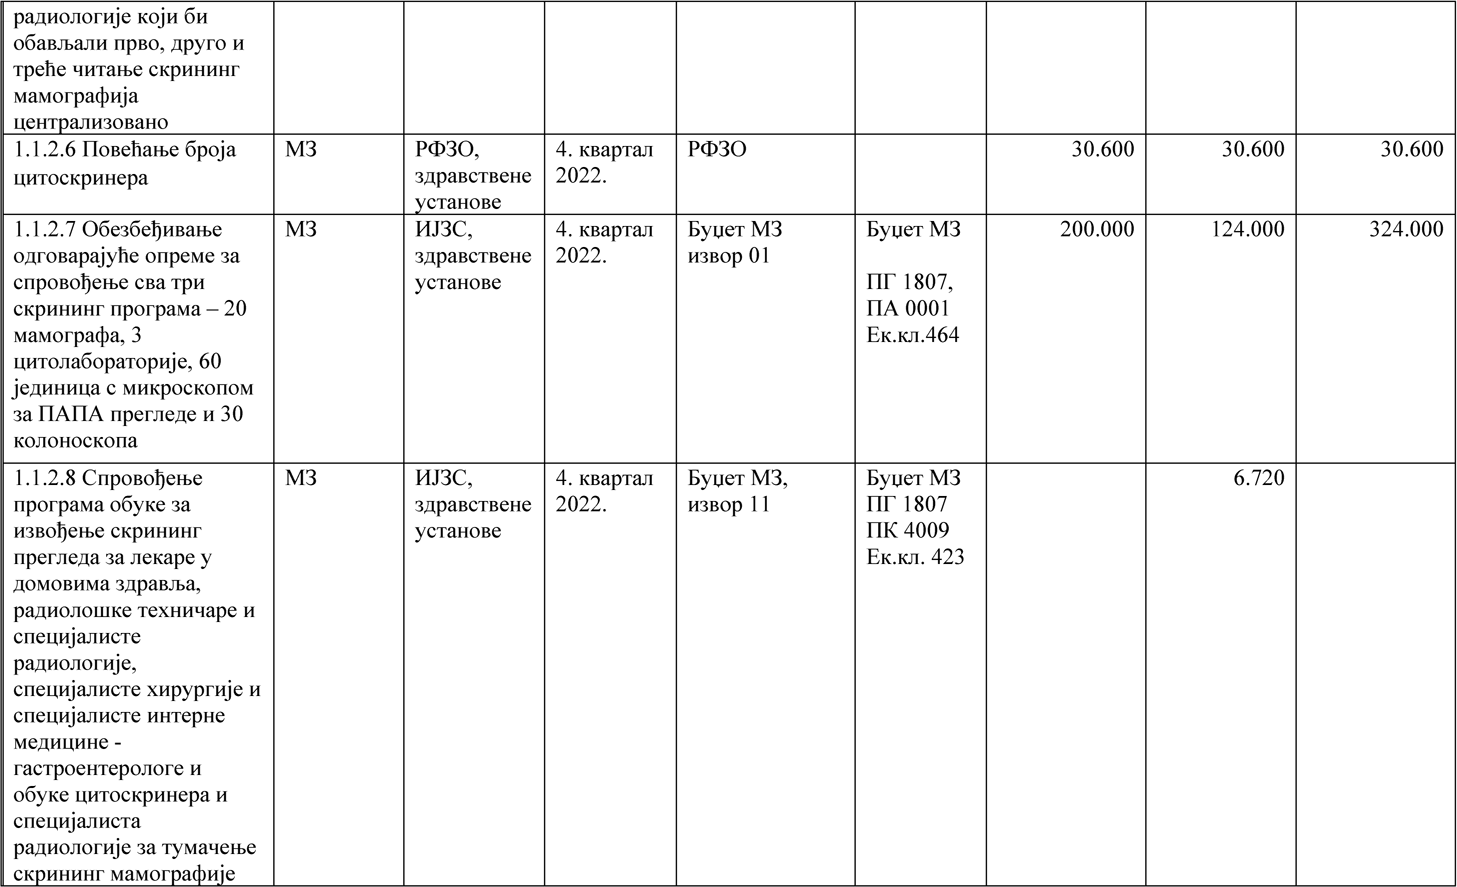 радиологије који би
обављали прво, друго и
треће читање скрининг
мамографија
централизовано
1.1.2.6 Повећање броја
цитоскринера
МЗ
РФЗО,
здравствене
установе
4. квартал
2022.
РФЗО
30.600
30.600
30.600
1.1.2.7 Обезбеђивање
одговарајуће опреме за
спровођење сва три
скрининг програма – 20
мамографа, 3
цитолабораторије, 60
јединица с микроскопом
за ПАПА прегледе и 30
колоноскопа
МЗ
ИЈЗС,
здравствене
установе
4. квартал
2022.
Буџет МЗ
извор 01
Буџет МЗ
ПГ 1807,
ПА 0001
Ек.кл.464
200.000
124.000
324.000
1.1.2.8 Спровођење
програма обуке за
извођење скрининг
прегледа за лекаре у
домовима здравља,
радиолошке техничаре и
специјалисте
радиологије,
специјалисте хирургије и
специјалисте интерне
медицине -
гастроентерологе и
обуке цитоскринера и
специјалиста
радиологије за тумачење
скрининг мамографије
МЗ
ИЈЗС,
здравствене
установе
4. квартал
2022.
Буџет МЗ,
извор 11
Буџет МЗ
ПГ 1807
ПК 4009
Ек.кл. 423
6.720